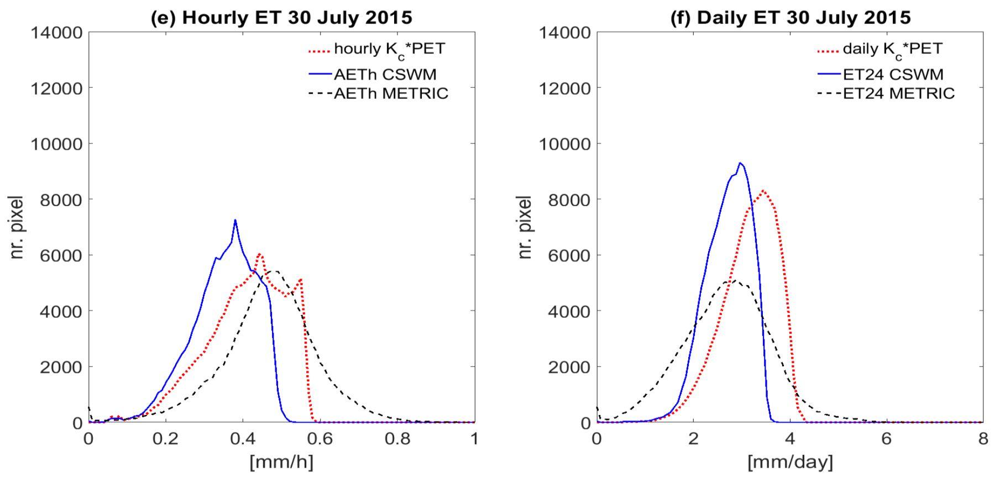 (e) Hourly ET 30 July 2015
14000
12000
10000
8000
6000
4000
2000
0
nr. pixel
hourly Kc*PET
AETh CSWM
AETh METRIC
0 0.2 0.4 0.6 0.8 1
[mm/h]
(f) Daily ET 30 July 2015
14000
12000
10000
8000
6000
4000
2000
0
nr. pixel
daily Kc*PET
ET24 CSWM
ET24 METRIC
0 2 4 6 8
[mm/day]